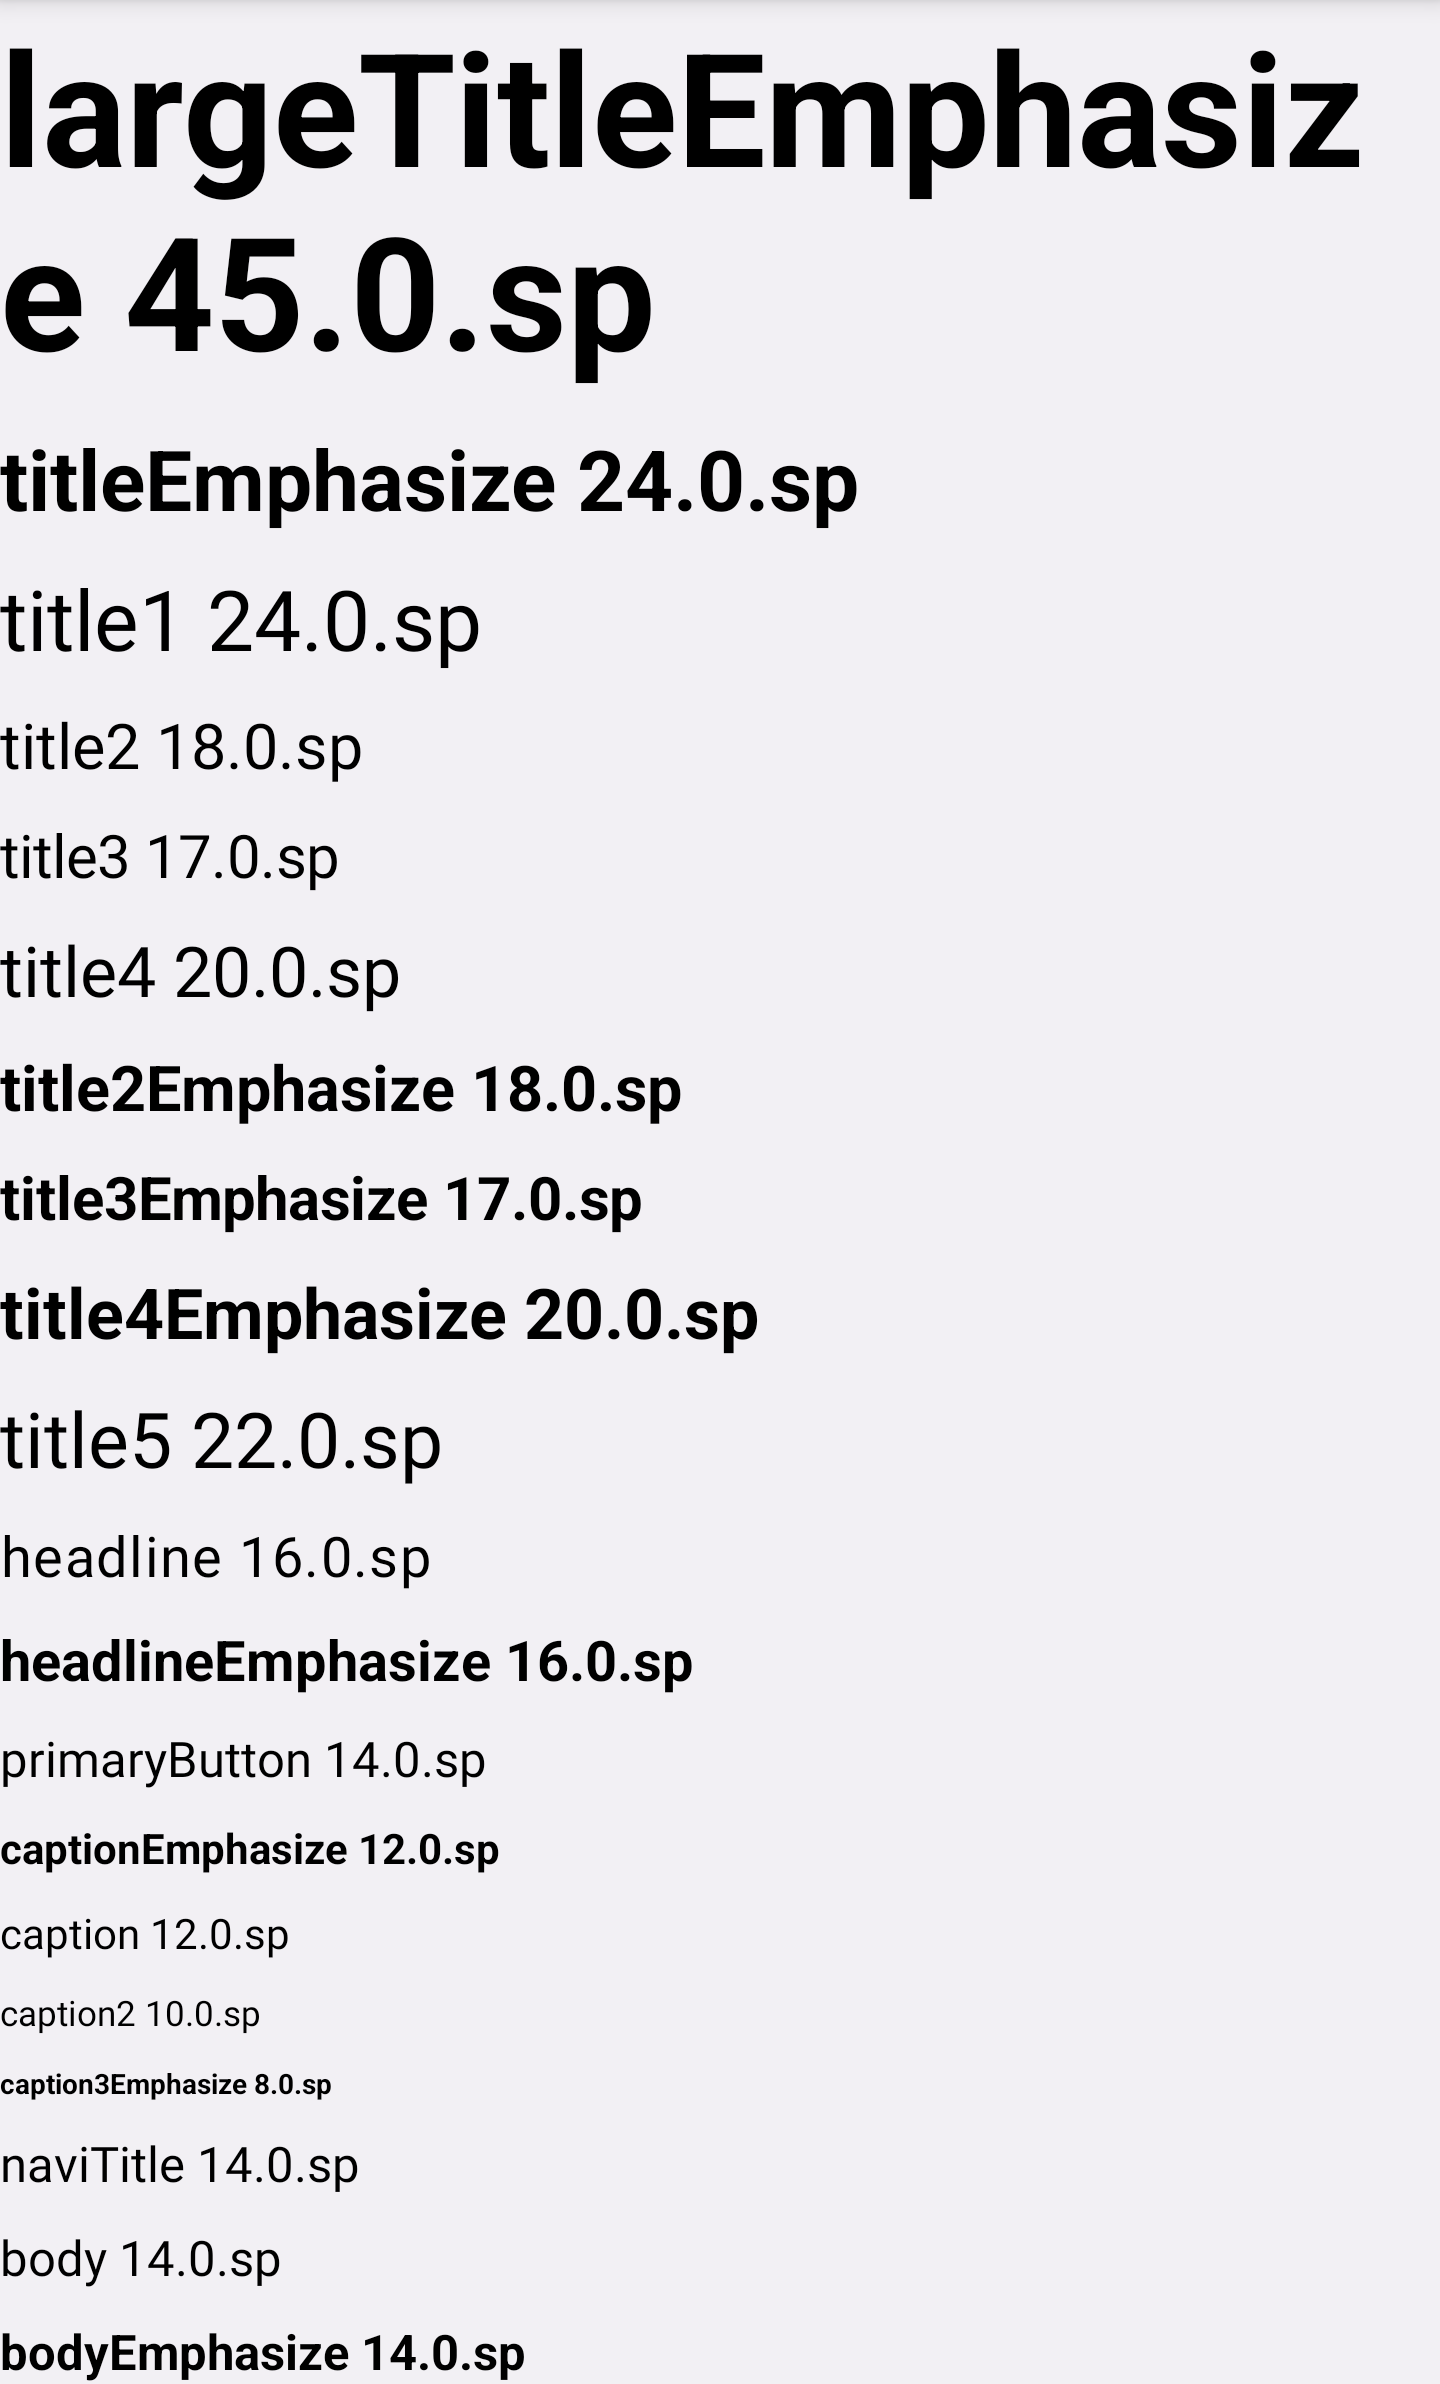 largeTitleEmphasiz
e 45.0.sp
titleEmphasize 24.0.sp
title1 24.0.sp
title2 18.0.sp
title3 17.0.sp
title4 20.0.sp
title2Emphasize 18.0.sp
title3Emphasize 17.0.sp
title4Emphasize 20.0.sp
title5 22.0.sp
headline 16.0.sp
headlineEmphasize 16.0.sp
primaryButton 14.0.sp
captionEmphasize 12.0.sp
caption 12.0.sp
caption2 10.0.sp
caption3Emphasize 8.0.sp
naviTitle 14.0.sp
body 14.0.sp
bodyEmphasize 14.0.sp